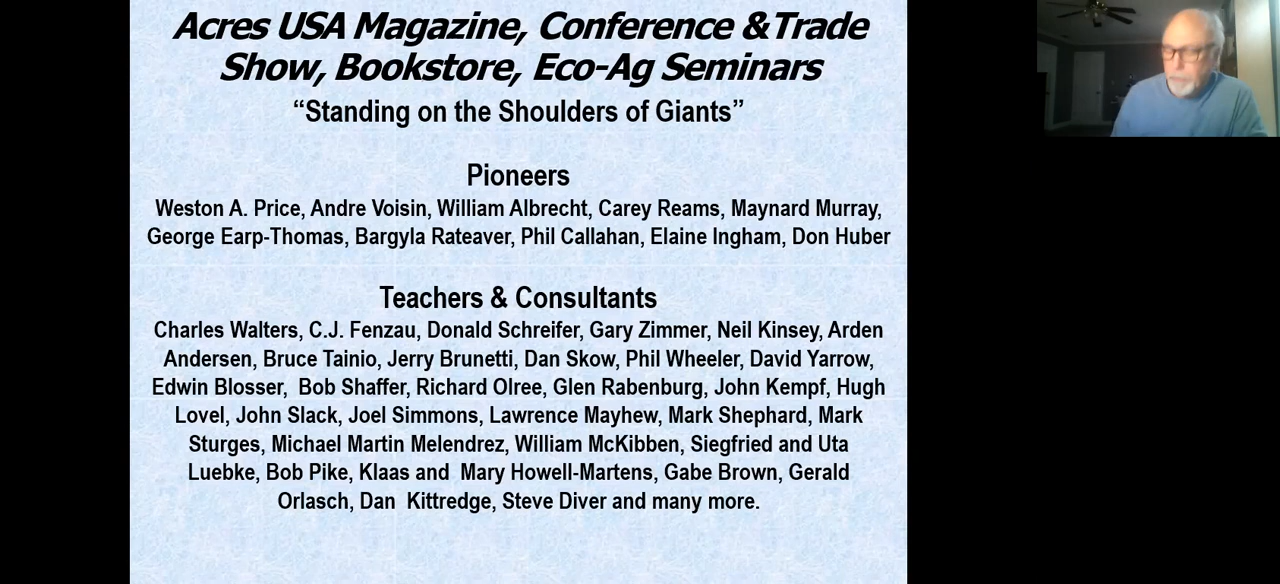 Acres USA Magazine, Conference &Trade
Show, Bookstore, Eco-Ag Seminars
“Standing on the Shoulders of Giants”
Pioneers
Weston A. Price, Andre Voisin, William Albrecht, Carey Reams, Maynard Murray,
George Earp-Thomas, Bargyla Rateaver, Phil Callahan, Elaine Ingham, Don Huber
Teachers & Consultants
Charles Walters, C.J. Fenzau, Donald Schreifer, Gary Zimmer, Neil Kinsey, Arden
Andersen, Bruce Tainio, Jerry Brunetti, Dan Skow, Phil Wheeler, David Yarrow,
Edwin Blosser,  Bob Shaffer, Richard Olree, Glen Rabenburg, John Kempf, Hugh
Lovel, John Slack, Joel Simmons, Lawrence Mayhew, Mark Shephard, Mark
Sturges, Michael Martin Melendrez, William McKibben, Siegfried and Uta
Luebke, Bob Pike, Klaas and  Mary Howell-Martens, Gabe Brown, Gerald
Orlasch, Dan  Kittredge, Steve Diver and many more.